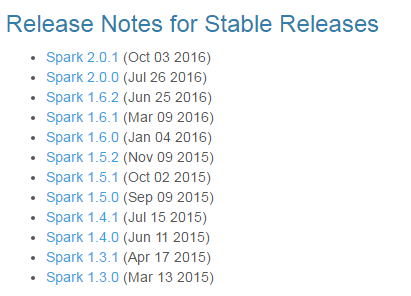 Release Notes for Stable Releases
Spark 2.0.1 (Oct 03 2016)
Spark 2.0.0 (Jul 26 2016)
Spark 1.6.2 (Jun 25 2016)
Spark 1.6.1 (Mar 09 2016)
Spark 1.6.0 (Jan 04 2016)
Spark 1.5.2 (Nov 09 2015)
Spark 1.5.1 (Oct 02 2015)
Spark 1.5.0 (Sep 09 2015)
Spark 1.4.1 (Jul 15 2015)
Spark 1.4.0 (Jun 11 2015)
Spark 1.3.1 (Apr 17 2015)
Spark 1.3.0 (Mar 13 2015)